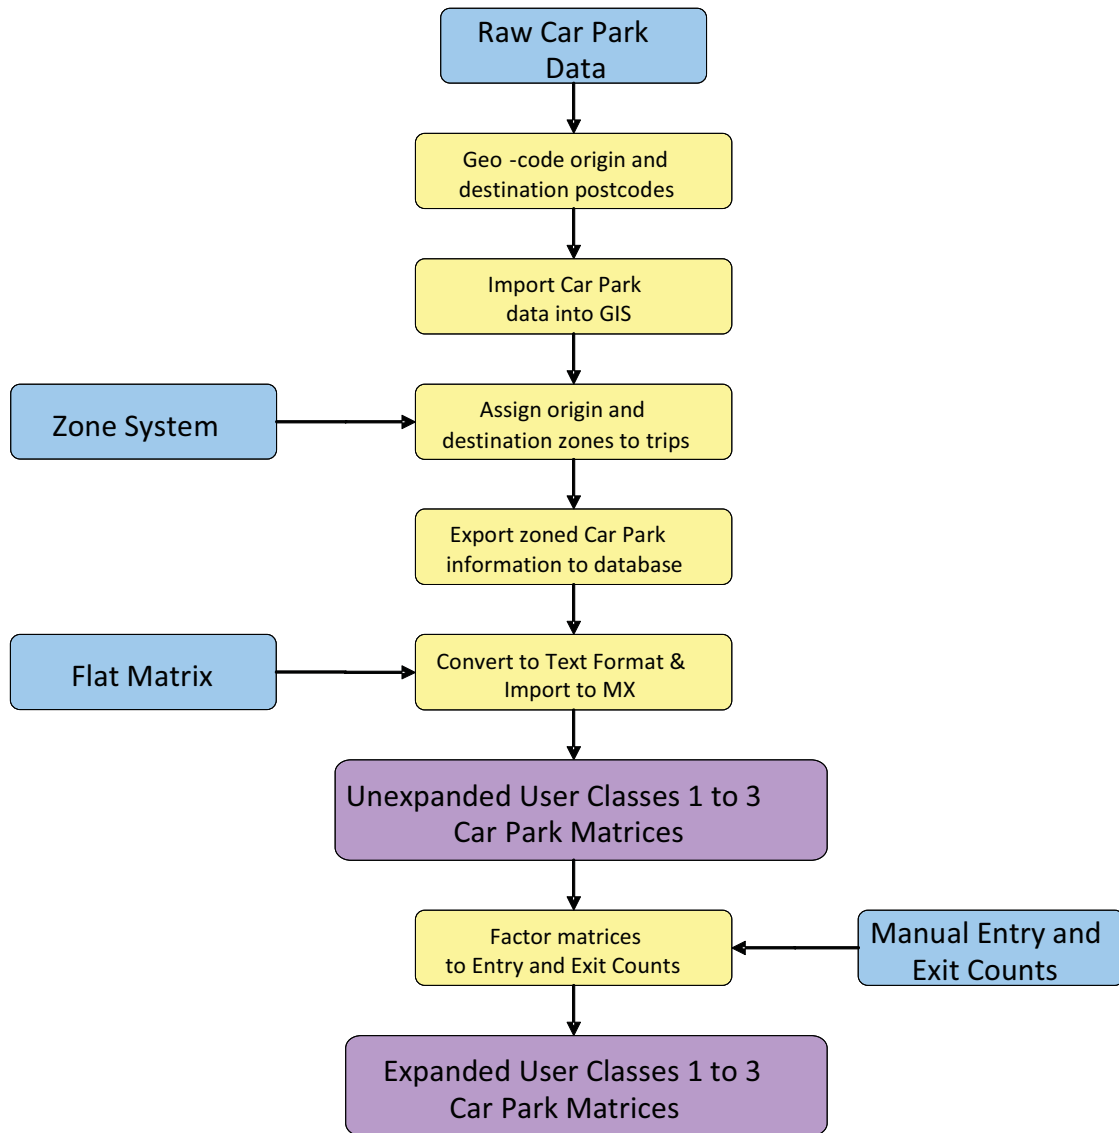 Raw Car Park
Data
Geo -code origin and
destination postcodes
Import Car Park
data into GIS
Zone System
Assign origin and
destination zones to trips
Export zoned Car Park
information to database
Flat Matrix
Convert to Text Format &
Import to MX
Unexpanded User Classes 1 to 3
Car Park Matrices
Factor matrices
to Entry and Exit Counts
Manual Entry and
Exit Counts
Expanded User Classes 1 to 3
Car Park Matrices